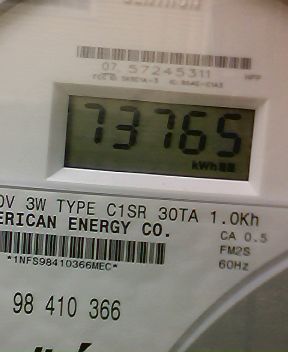 07 57245311
73765
kWh
0V 3W TYPE C1SR 30TA 1.0Kh
ERICAN ENERGY CO.
CA 0.5
FM2S
*1NFS98410366MEC*
60Hz
98 410 366